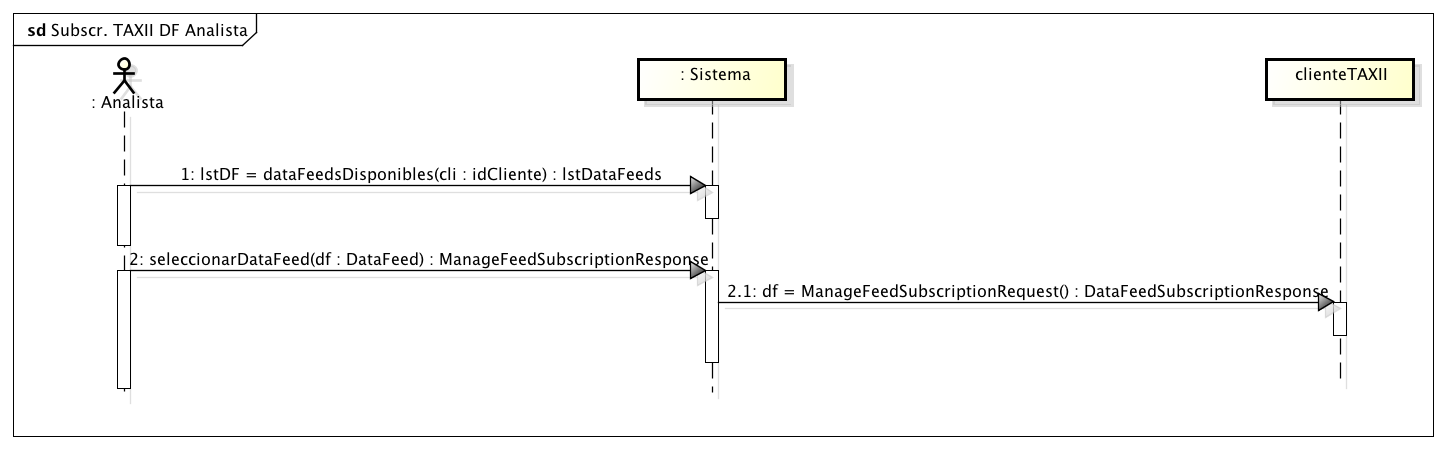 sd Subscr. TAXII DF Analista
: Analista
: Sistema
clienteTAXII
1: lstDF = dataFeedsDisponibles(cli : idCliente) : lstDataFeeds
2: seleccionarDataFeed(df : DataFeed) : ManageFeedSubscriptionResponse
2.1: df = ManageFeedSubscriptionRequest() : DataFeedSubscriptionResponse